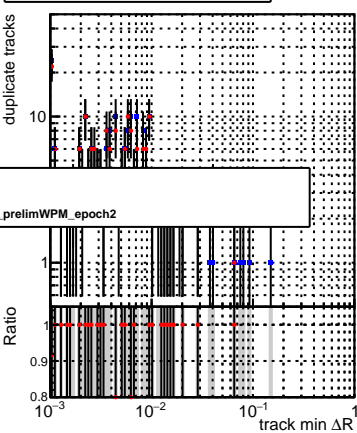 duplicate tracks
10
_prelimWPM_epoch2
1
Ratio
1
0.9
0.8
10⁻³ 10⁻² 10⁻¹ 1
track min ΔR